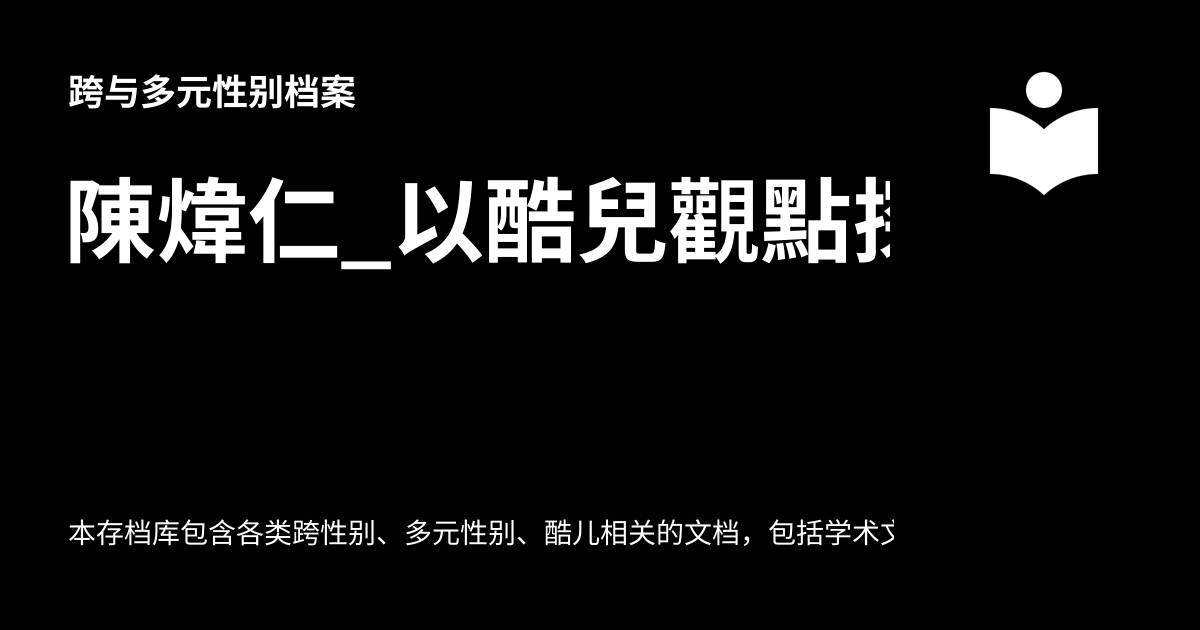 跨与多元性别档案
陳煒仁_以酷兒觀點
本存档库包含各类跨性别、多元性别、酷儿相关的文档，包括学术